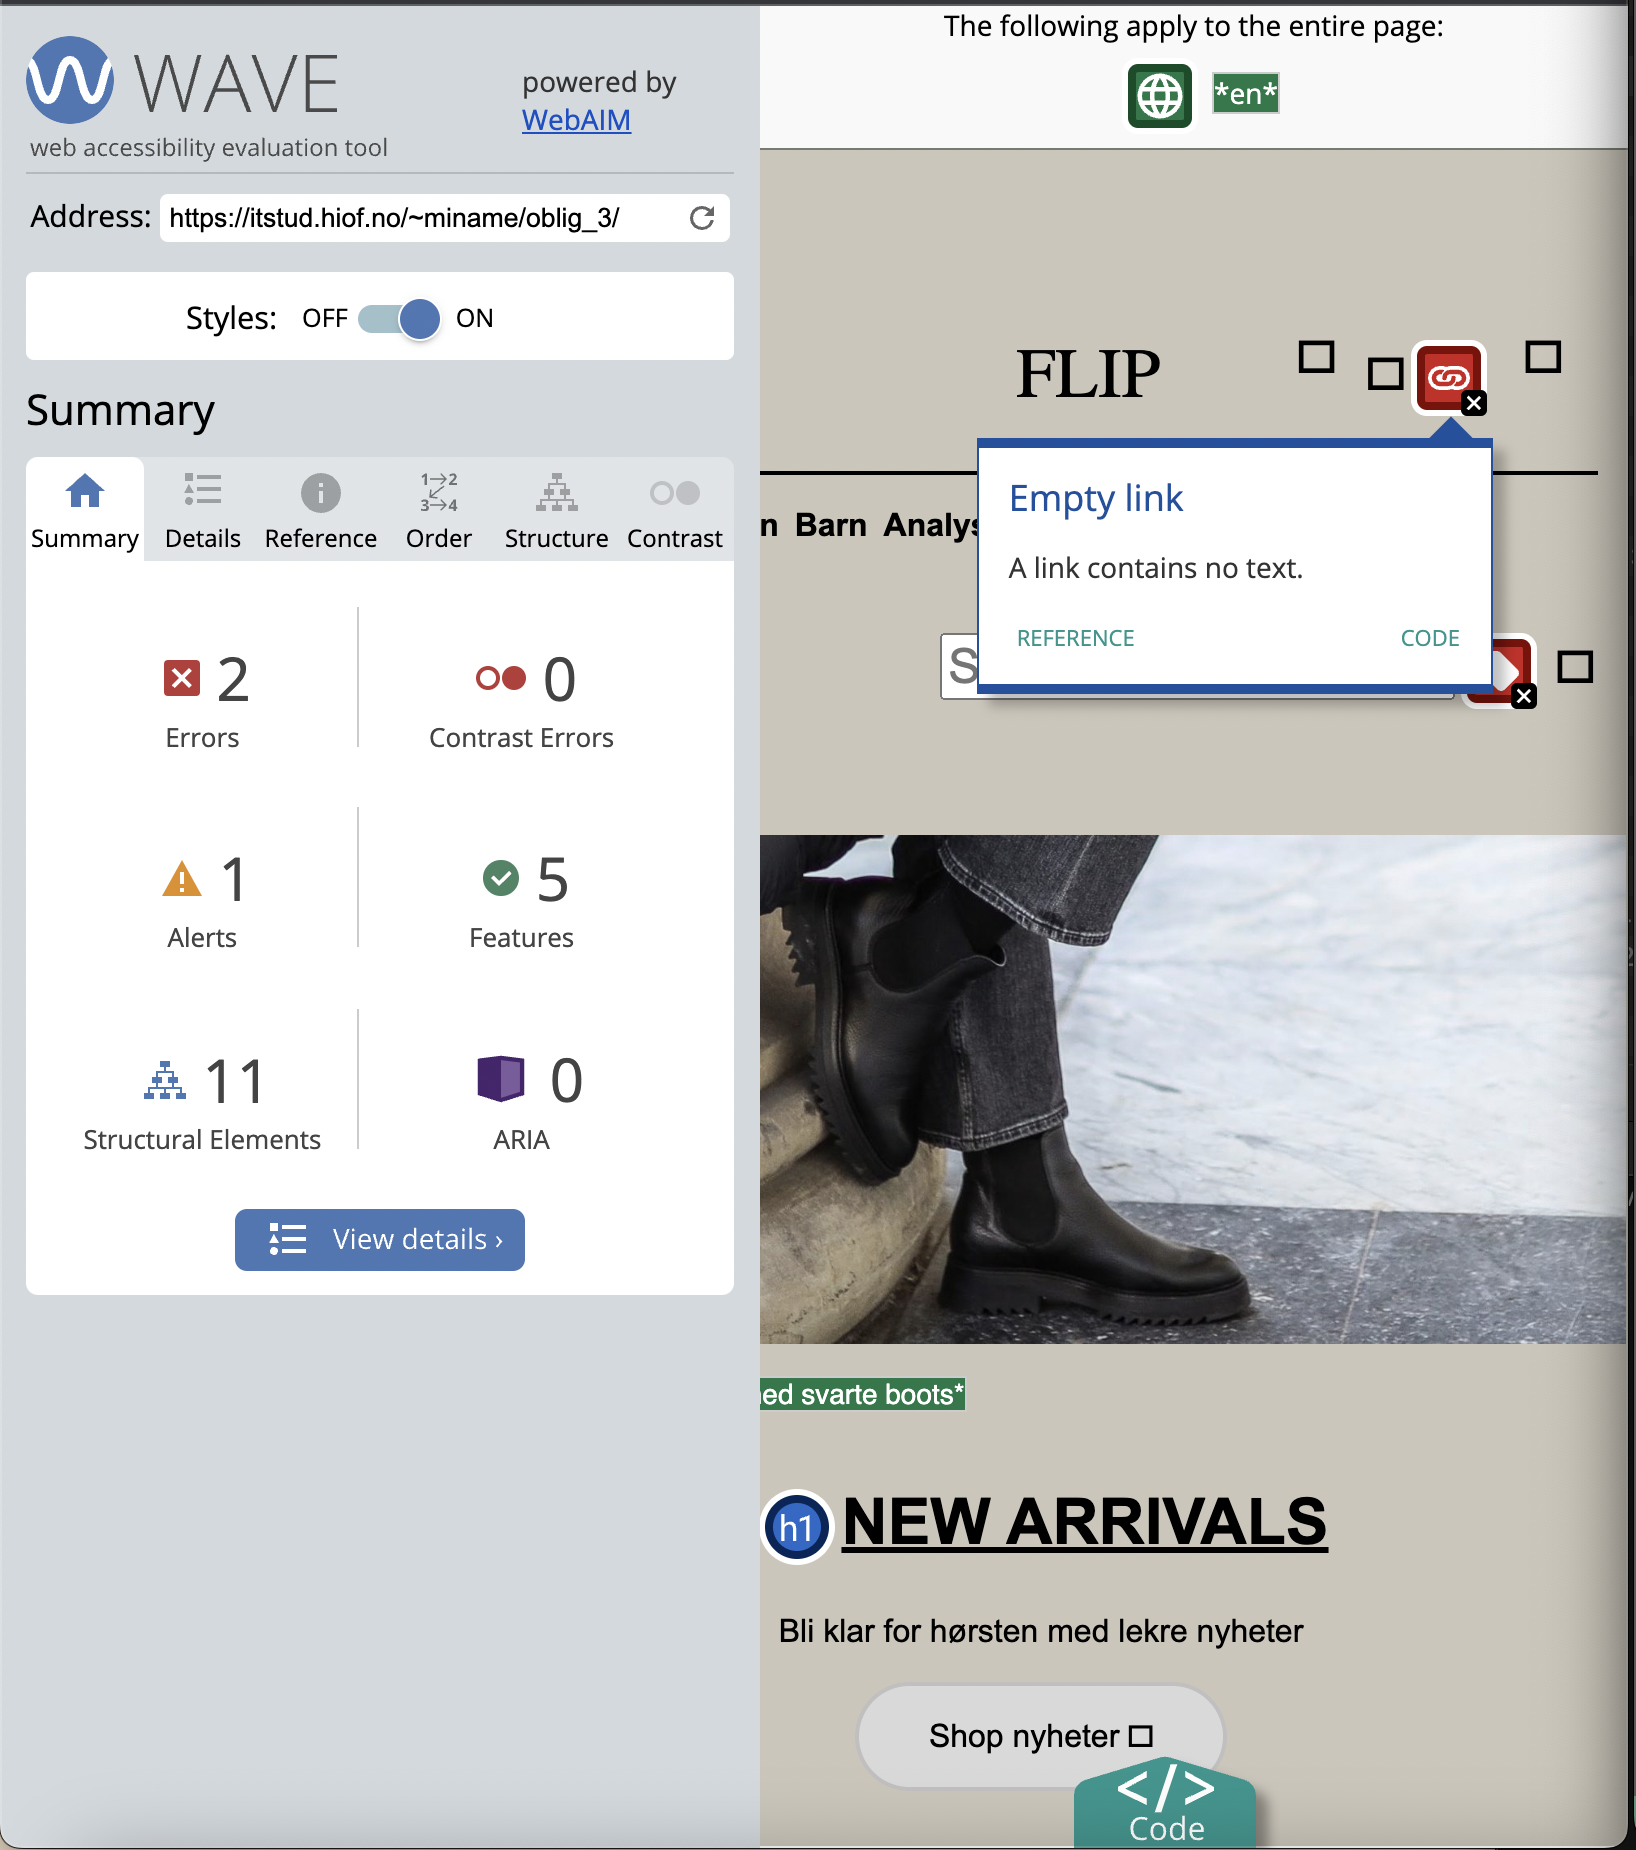 WAVE
web accessibility evaluation tool
powered by
WebAIM
Address: https://itstud.hiof.no/~miname/oblig_3/
Styles: OFF ON
Summary
Summary Details Reference Order Structure Contrast
2 Errors
0 Contrast Errors
1 Alerts
5 Features
11 Structural Elements
0 ARIA
View details ›
The following apply to the entire page:
*en*
FLIP
n Barn Analys
Empty link
A link contains no text.
REFERENCE CODE
S
ed svarte boots*
h1 NEW ARRIVALS
Bli klar for hørsten med lekre nyheter
Shop nyheter
</>
Code